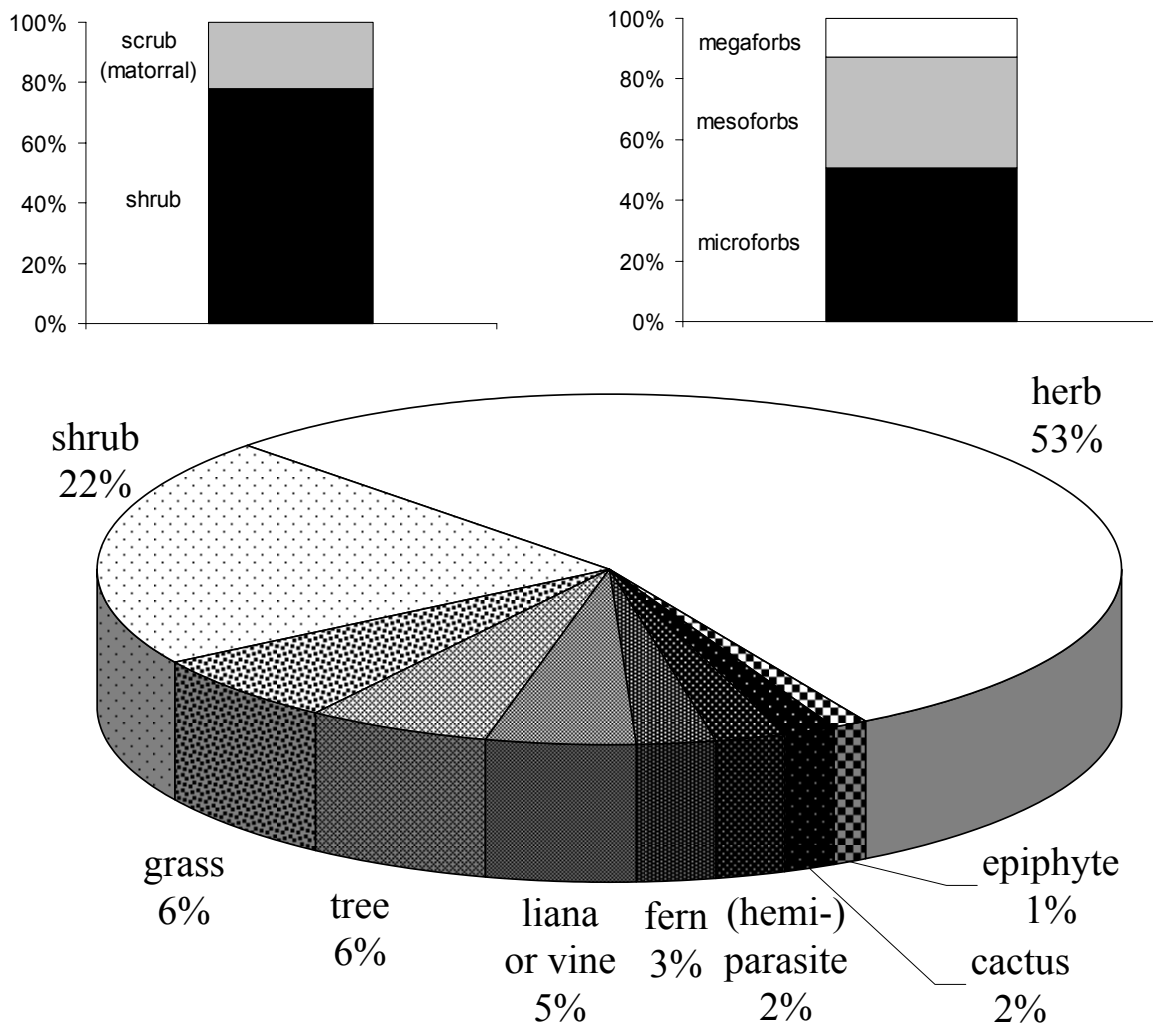 100%
80%
60%
40%
20%
0%
scrub
(matorral)
shrub
100%
80%
60%
40%
20%
0%
megaforbs
mesoforbs
microforbs
herb
53%
shrub
22%
grass
6%
tree
6%
liana
or vine
5%
fern
3%
(hemi-)
parasite
2%
cactus
2%
epiphyte
1%